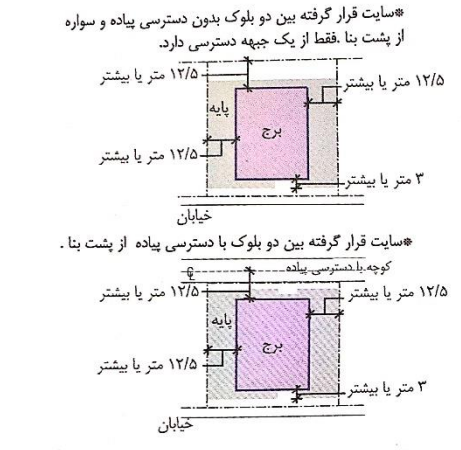 *سایت قرار گرفته بین دو بلوک بدون دسترسی پیاده و سواره
از پشت بنا .فقط از یک جبهه دسترسی دارد.
۱۲/۵ متر یا بیشتر
۱۲/۵ متر یا بیشتر
پایه
برج
۱۲/۵ متر یا بیشتر
۳ متر یا بیشتر
خیابان
*سایت قرار گرفته بین دو بلوک با دسترسی پیاده از پشت بنا .
کوچه با دسترسی پیاده
℄
۱۲/۵ متر یا بیشتر
۱۲/۵ متر یا بیشتر
پایه
برج
۱۲/۵ متر یا بیشتر
۳ متر یا بیشتر
خیابان